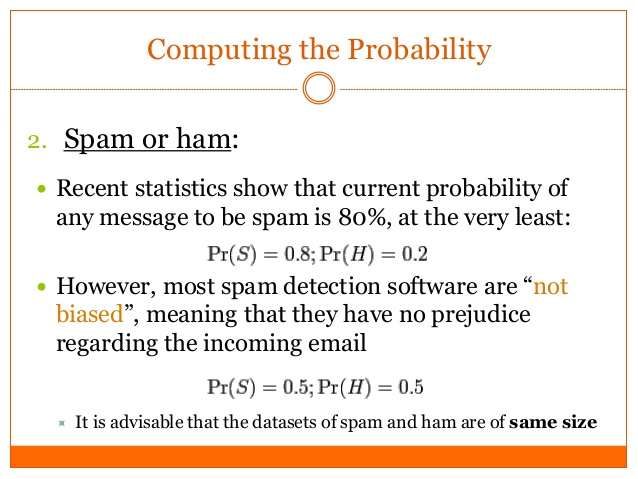 Computing the Probability
2. Spam or ham:
• Recent statistics show that current probability of
any message to be spam is 80%, at the very least:
Pr(S) = 0.8; Pr(H) = 0.2
• However, most spam detection software are “not
biased”, meaning that they have no prejudice
regarding the incoming email
Pr(S) = 0.5; Pr(H) = 0.5
It is advisable that the datasets of spam and ham are of same size